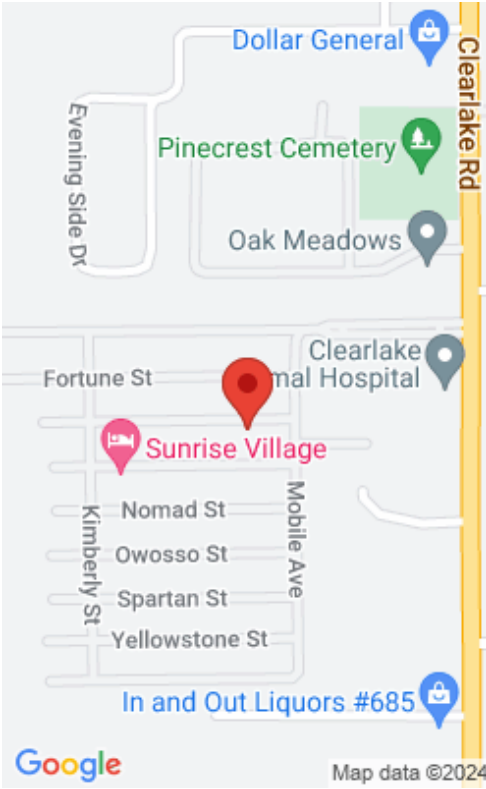 Dollar General
Clearlake Rd
Evening Side Dr
Pinecrest Cemetery
Oak Meadows
Clearlake
mal Hospital
Fortune St
Sunrise Village
Nomad St
Mobile Ave
Kimberly St
Owosso St
Spartan St
Yellowstone St
In and Out Liquors #685
Google
Map data ©2024